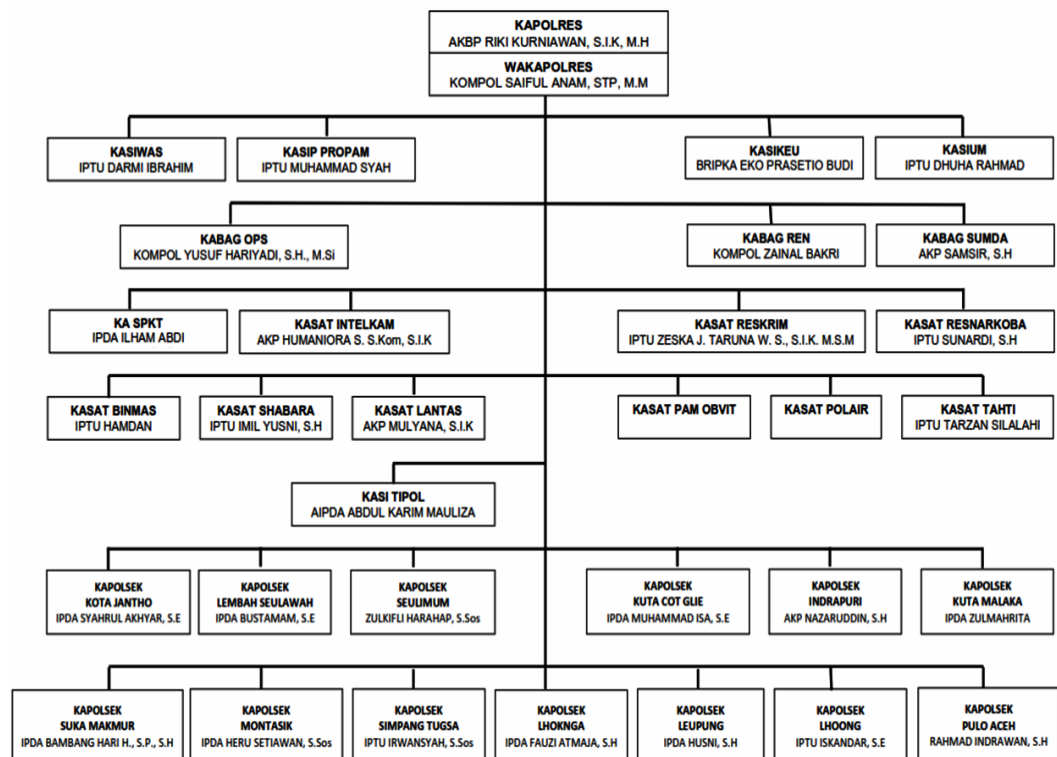 KAPOLRES
AKBP RIKI KURNIAWAN, S.I.K, M.H
WAKAPOLRES
KOMPOL SAIFUL ANAM, STP, M.M
KASIWAS
IPTU DARMI IBRAHIM
KASIP PROPAM
IPTU MUHAMMAD SYAH
KASIKEU
BRIPKA EKO PRASETIO BUDI
KASIUM
IPTU DHUHA RAHMAD
KABAG OPS
KOMPOL YUSUF HARIYADI, S.H., M.Si
KABAG REN
KOMPOL ZAINAL BAKRI
KABAG SUMDA
AKP SAMSIR, S.H
KA SPKT
IPDA ILHAM ABDI
KASAT INTELKAM
AKP HUMANIORA S. S.Kom, S.I.K
KASAT RESKRIM
IPTU ZESKA J. TARUNA W. S., S.I.K. M.S.M
KASAT RESNARKOBA
IPTU SUNARDI, S.H
KASAT BINMAS
IPTU HAMDAN
KASAT SHABARA
IPTU IMIL YUSNI, S.H
KASAT LANTAS
AKP MULYANA, S.I.K
KASAT PAM OBVIT
KASAT POLAIR
KASAT TAHTI
IPTU TARZAN SILALAHI
KASI TIPOL
AIPDA ABDUL KARIM MAULIZA
KAPOLSEK
KOTA JANTHO
IPDA SYAHRUL AKHYAR, S.E
KAPOLSEK
LEMBAH SEULAWAH
IPDA BUSTAMAM, S.E
KAPOLSEK
SEULIMUM
ZULKIFLI HARAHAP, S.Sos
KAPOLSEK
KUTA COT GLIE
IPDA MUHAMMAD ISA, S.E
KAPOLSEK
INDRAPURI
AKP NAZARUDDIN, S.H
KAPOLSEK
KUTA MALAKA
IPDA ZULMAHRITA
KAPOLSEK
SUKA MAKMUR
IPDA BAMBANG HARI H., S.P., S.H
KAPOLSEK
MONTASIK
IPDA HERU SETIAWAN, S.Sos
KAPOLSEK
SIMPANG TUGSA
IPTU IRWANSYAH, S.Sos
KAPOLSEK
LHOKNGA
IPDA FAUZI ATMAJA, S.H
KAPOLSEK
LEUPUNG
IPDA HUSNI, S.H
KAPOLSEK
LHOONG
IPTU ISKANDAR, S.E
KAPOLSEK
PULO ACEH
RAHMAD INDRAWAN, S.H